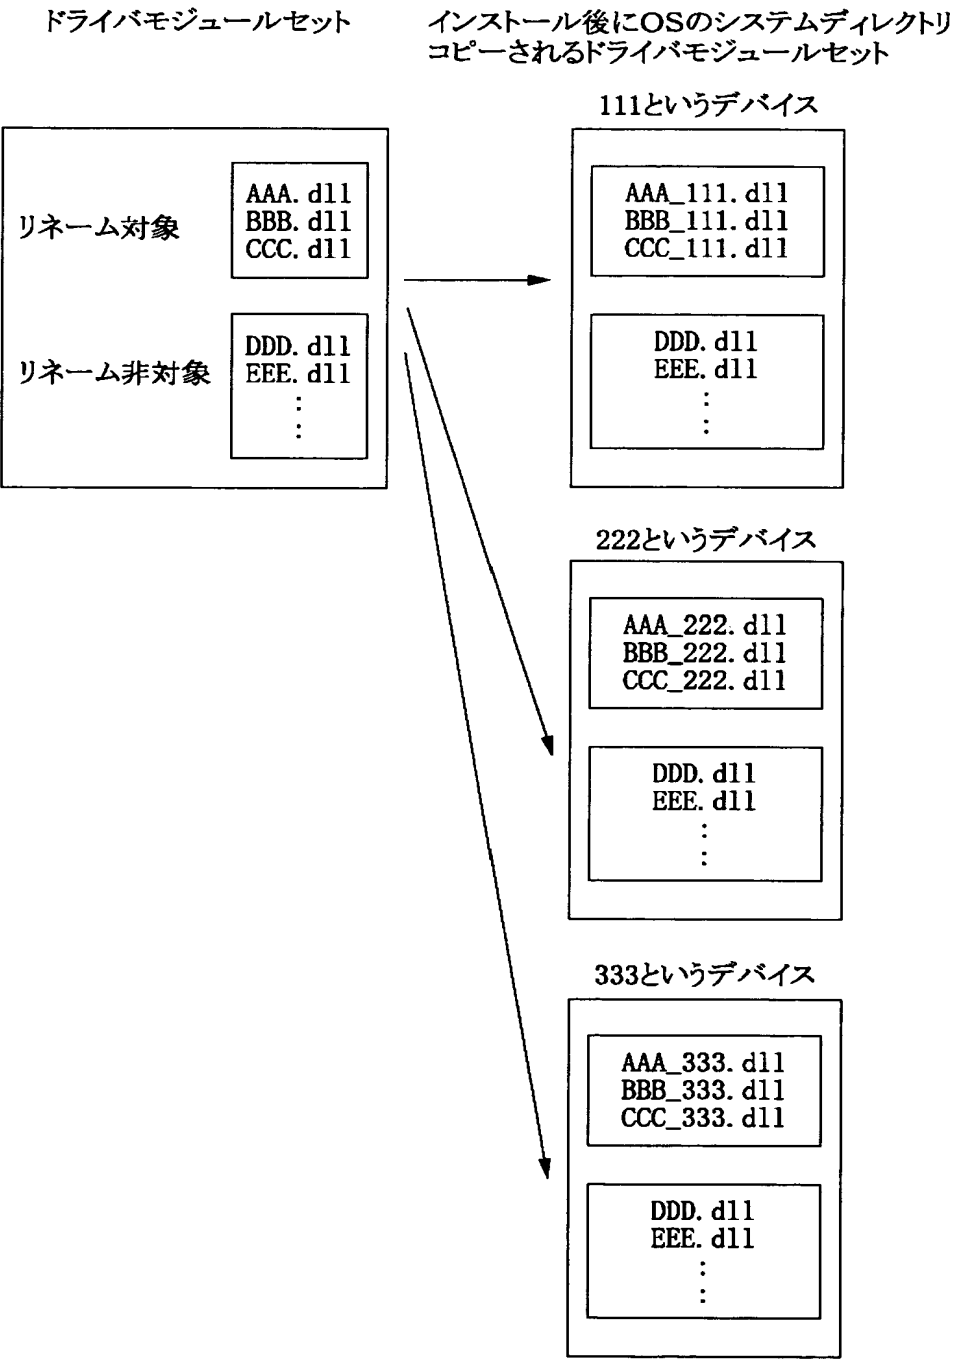 ドライバモジュールセット
インストール後にOSのシステムディレクトリ
コピーされるドライバモジュールセット
リネーム対象
AAA.dll
BBB.dll
CCC.dll
リネーム非対象
DDD.dll
EEE.dll
111というデバイス
AAA_111.dll
BBB_111.dll
CCC_111.dll
DDD.dll
EEE.dll
222というデバイス
AAA_222.dll
BBB_222.dll
CCC_222.dll
DDD.dll
EEE.dll
333というデバイス
AAA_333.dll
BBB_333.dll
CCC_333.dll
DDD.dll
EEE.dll